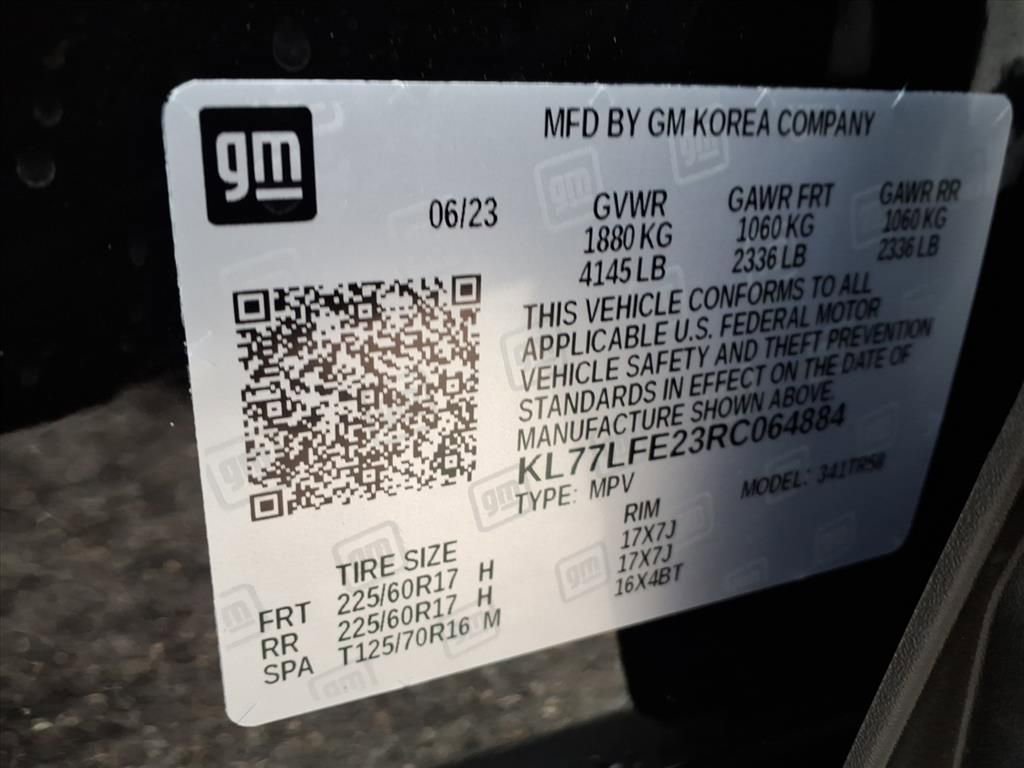 gm
MFD BY GM KOREA COMPANY
06/23
GVWR GAWR FRT GAWR RR
1880 KG 1060 KG 1060 KG
4145 LB 2336 LB 2336 LB
THIS VEHICLE CONFORMS TO ALL
APPLICABLE U.S. FEDERAL MOTOR
VEHICLE SAFETY AND THEFT PREVENTION
STANDARDS IN EFFECT ON THE DATE OF
MANUFACTURE SHOWN ABOVE.
KL77LFE23RC064884
TYPE: MPV MODEL:
TIRE SIZE RIM
FRT 225/60R17 H 17X7J
RR 225/60R17 H 17X7J
SPA T125/70R16 M 16X4BT